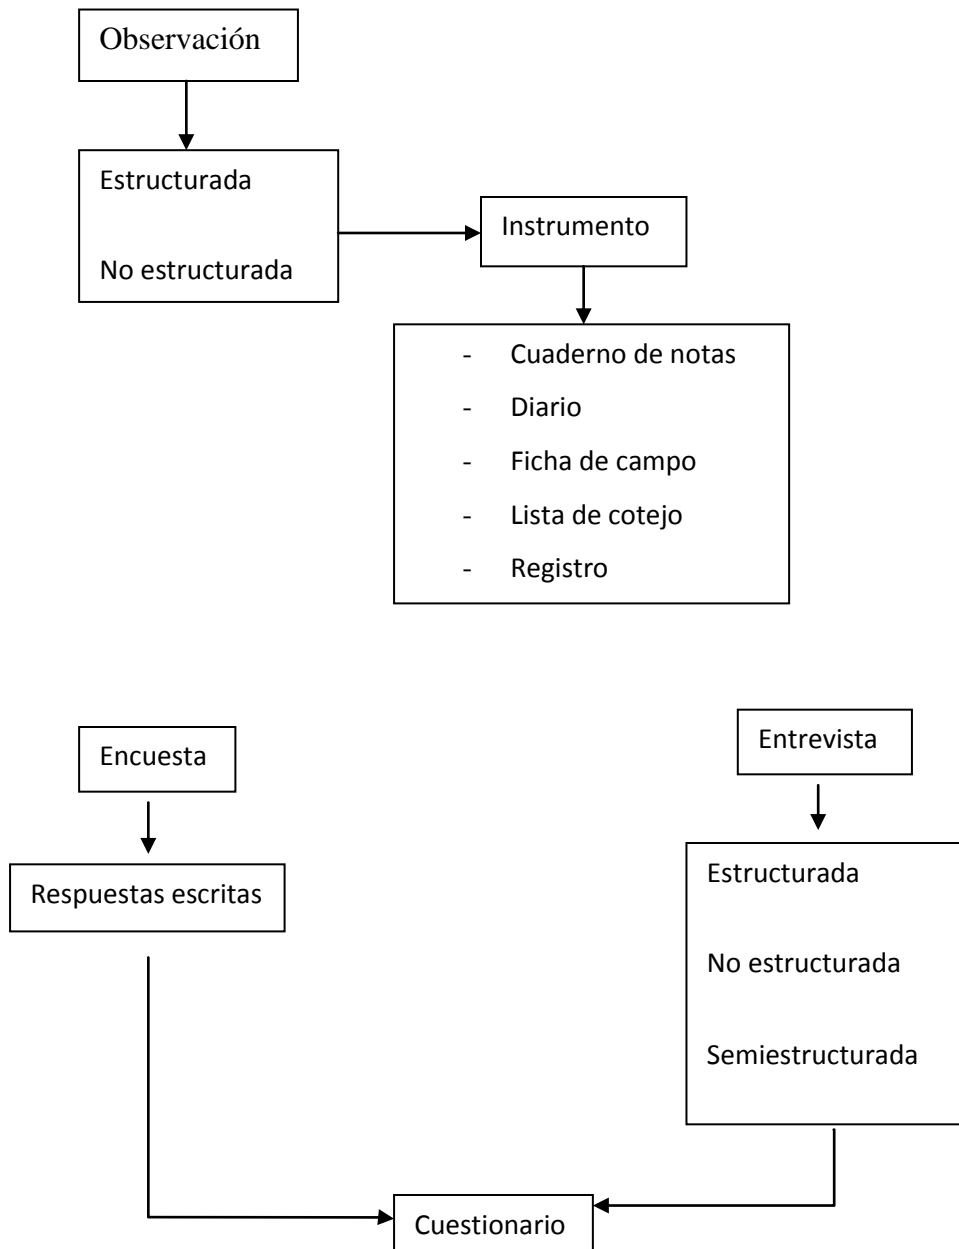 Observación
Estructurada
No estructurada
Instrumento
- Cuaderno de notas
- Diario
- Ficha de campo
- Lista de cotejo
- Registro
Encuesta
Entrevista
Respuestas escritas
Estructurada
No estructurada
Semiestructurada
Cuestionario